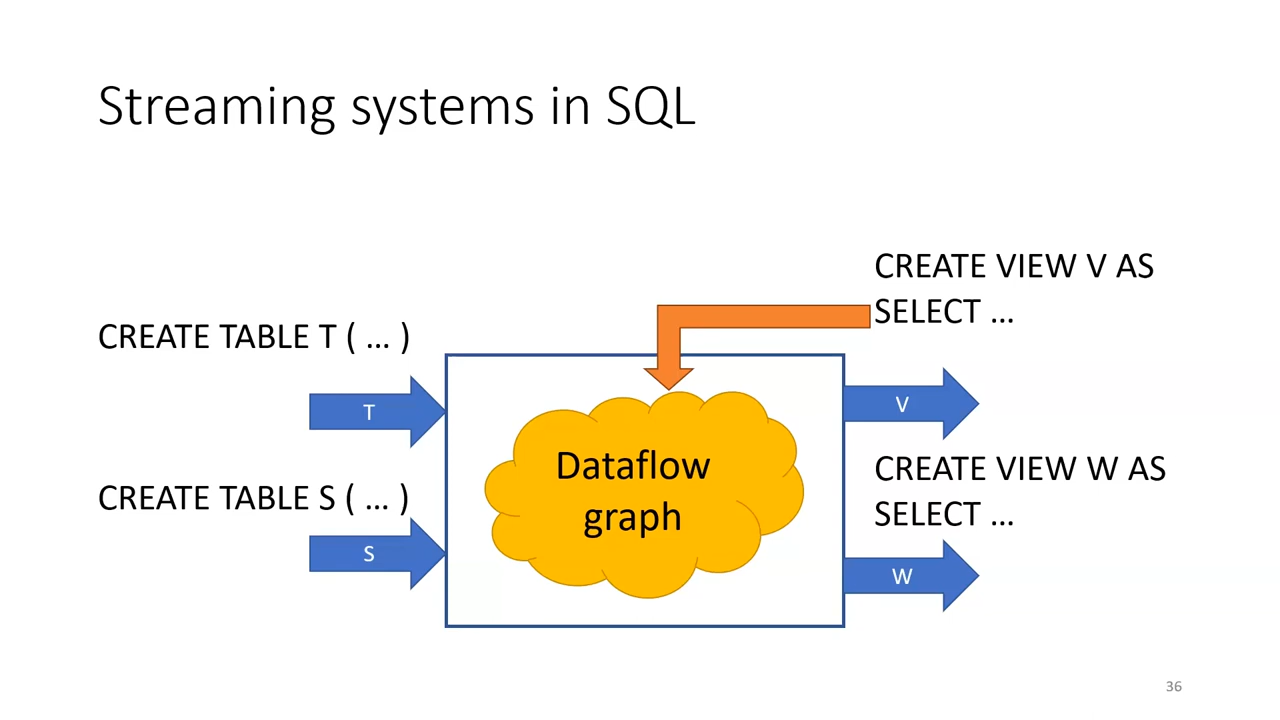 Streaming systems in SQL
CREATE TABLE T ( … )
T
CREATE TABLE S ( … )
S
Dataflow
graph
CREATE VIEW V AS
SELECT …
V
CREATE VIEW W AS
SELECT …
W
36